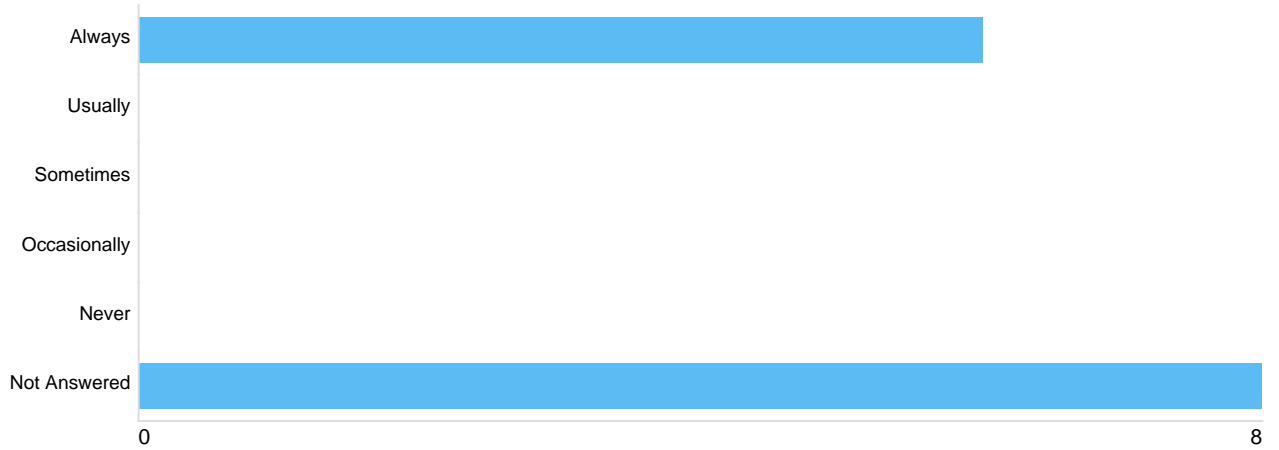 Always
Usually
Sometimes
Occasionally
Never
Not Answered
0 8